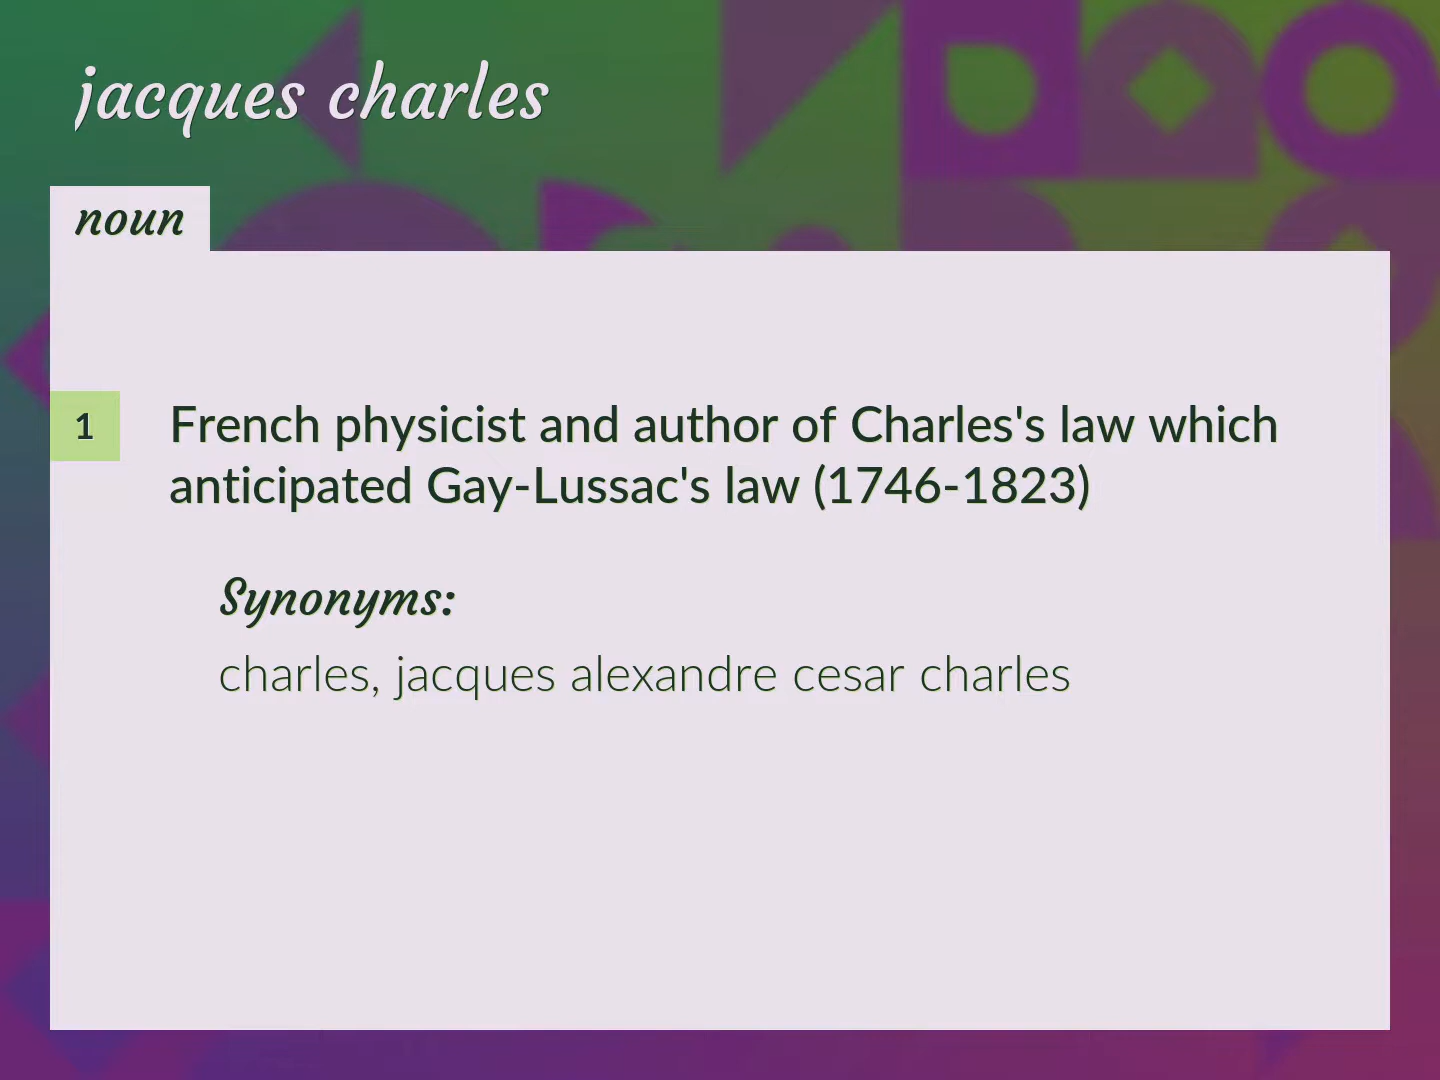 jacques charles
noun
1
French physicist and author of Charles's law which
anticipated Gay-Lussac's law (1746-1823)
Synonyms:
charles, jacques alexandre cesar charles